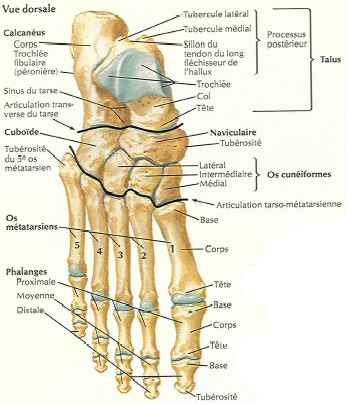 Vue dorsale
Calcanéus
Corps
Trochlée
fibulaire
(péronière)
Sinus du tarse
Articulation trans-
verse du tarse
Cuboïde
Tubérosité
du 5e os
métatarsien
Os
métatarsiens
Phalanges
Proximale
Moyenne
Distale
Tubercule latéral
Tubercule médial
Sillon du
tendon du long
fléchisseur de
l'hallux
Processus
postérieur
Talus
Trochlée
Col
Tête
Naviculaire
Tubérosité
Latéral
Intermédiaire
Médial
Os cunéiformes
Articulation tarso-métatarsienne
Base
Corps
5 4 3 2 1
Tête
Base
Corps
Tête
Base
Tubérosité